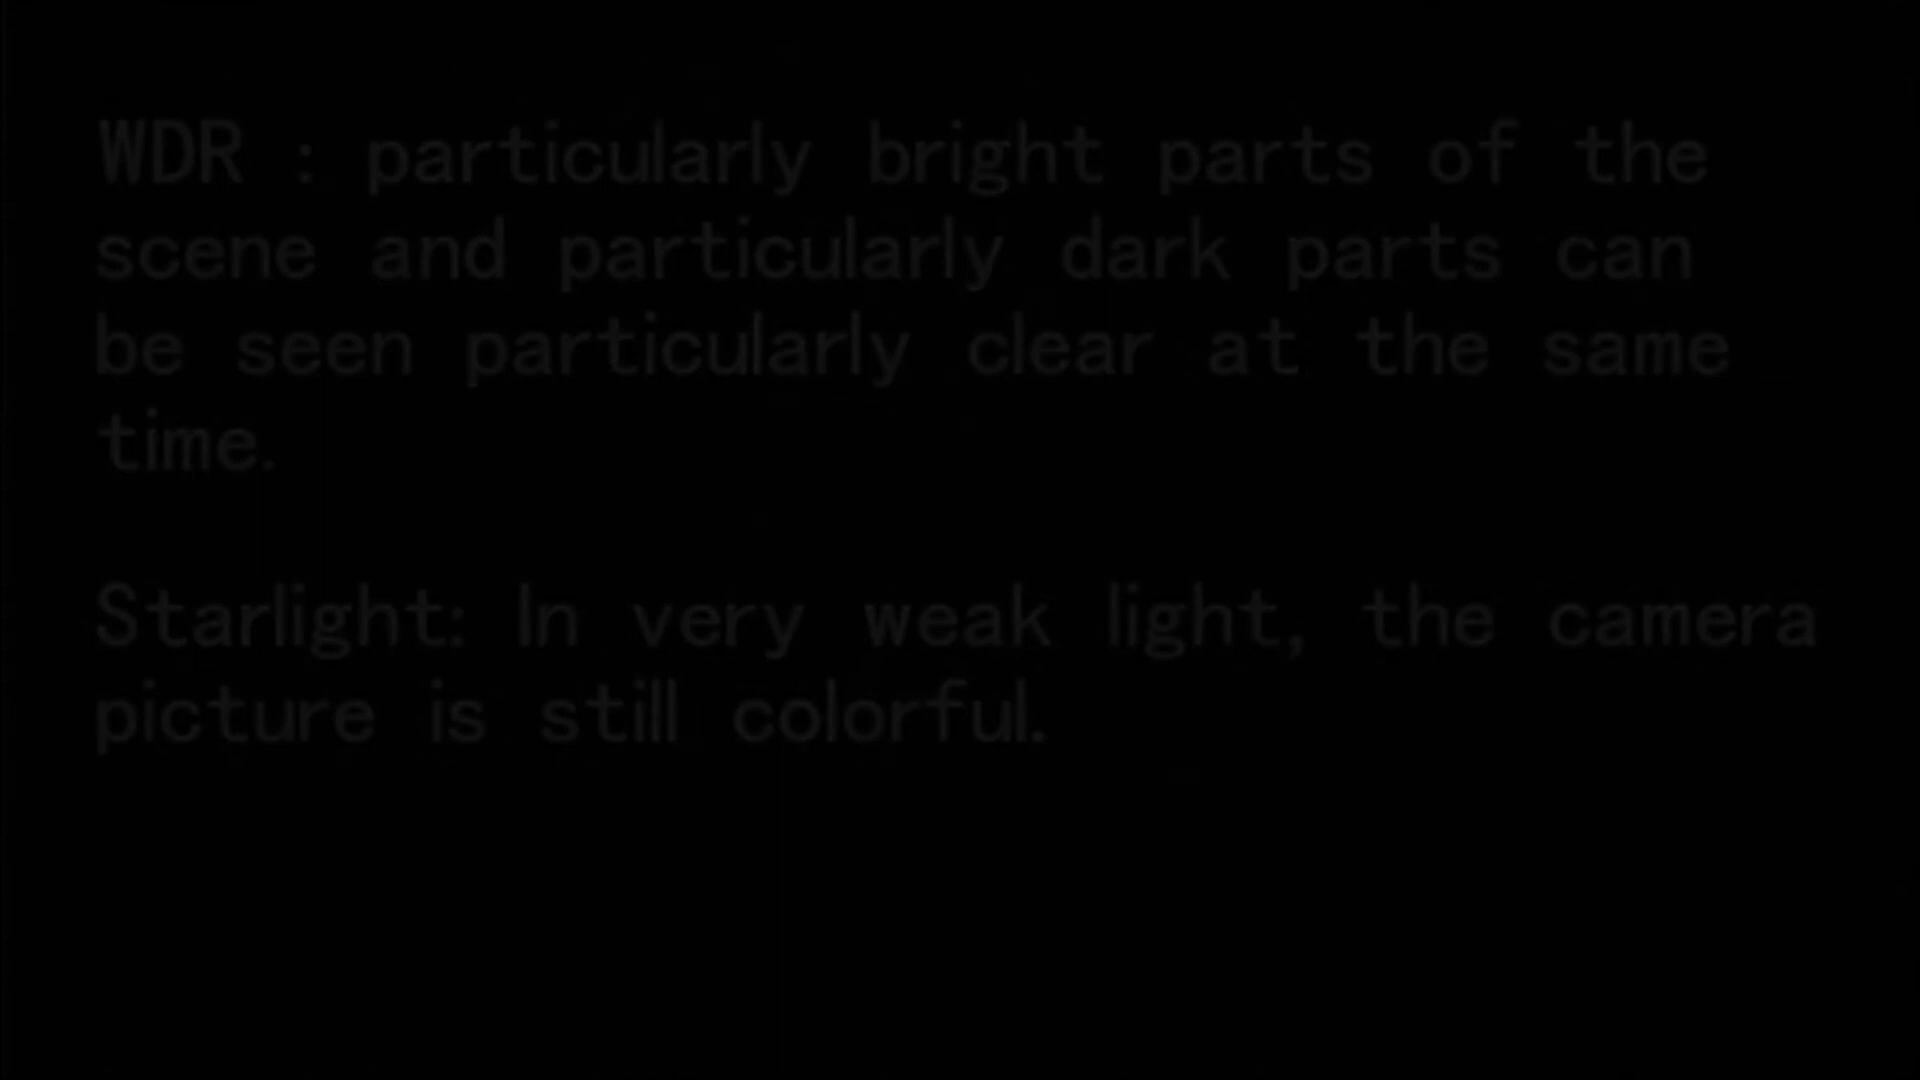 WDR : particularly bright parts of the
scene and particularly dark parts can
be seen particularly clear at the same
time.
Starlight: In very weak light, the camera
picture is still colorful.